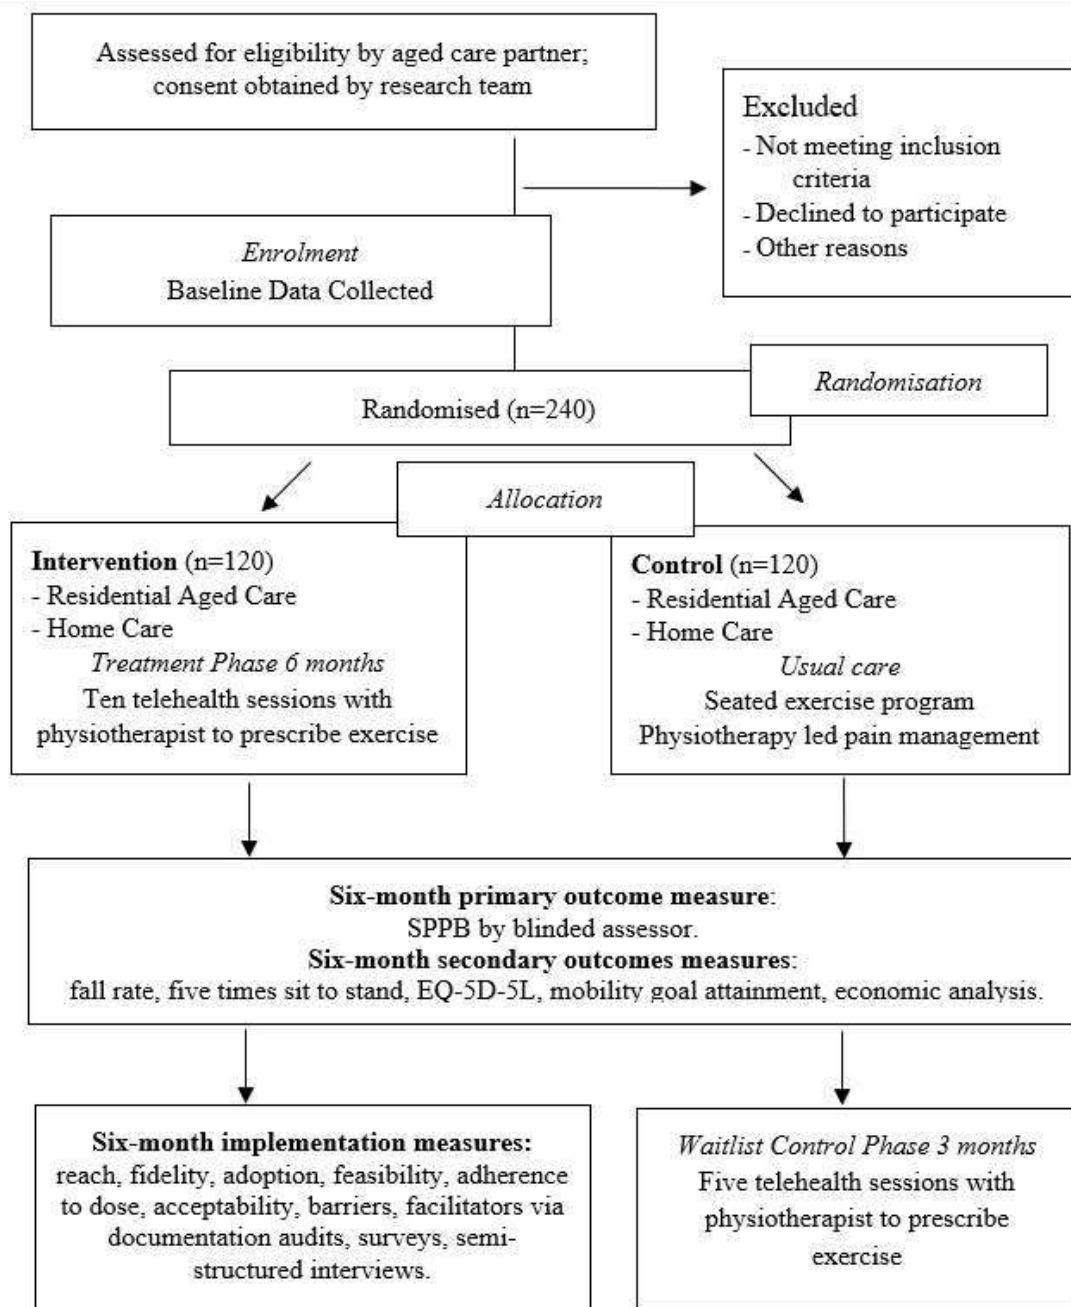 Assessed for eligibility by aged care partner;
consent obtained by research team
Excluded
- Not meeting inclusion
criteria
- Declined to participate
- Other reasons
Enrolment
Baseline Data Collected
Randomisation
Randomised (n=240)
Allocation
Intervention (n=120)
- Residential Aged Care
- Home Care
Treatment Phase 6 months
Ten telehealth sessions with
physiotherapist to prescribe exercise
Control (n=120)
- Residential Aged Care
- Home Care
Usual care
Seated exercise program
Physiotherapy led pain management
Six-month primary outcome measure:
SPPB by blinded assessor.
Six-month secondary outcomes measures:
fall rate, five times sit to stand, EQ-5D-5L, mobility goal attainment, economic analysis.
Six-month implementation measures:
reach, fidelity, adoption, feasibility, adherence
to dose, acceptability, barriers, facilitators via
documentation audits, surveys, semi-
structured interviews.
Waitlist Control Phase 3 months
Five telehealth sessions with
physiotherapist to prescribe
exercise